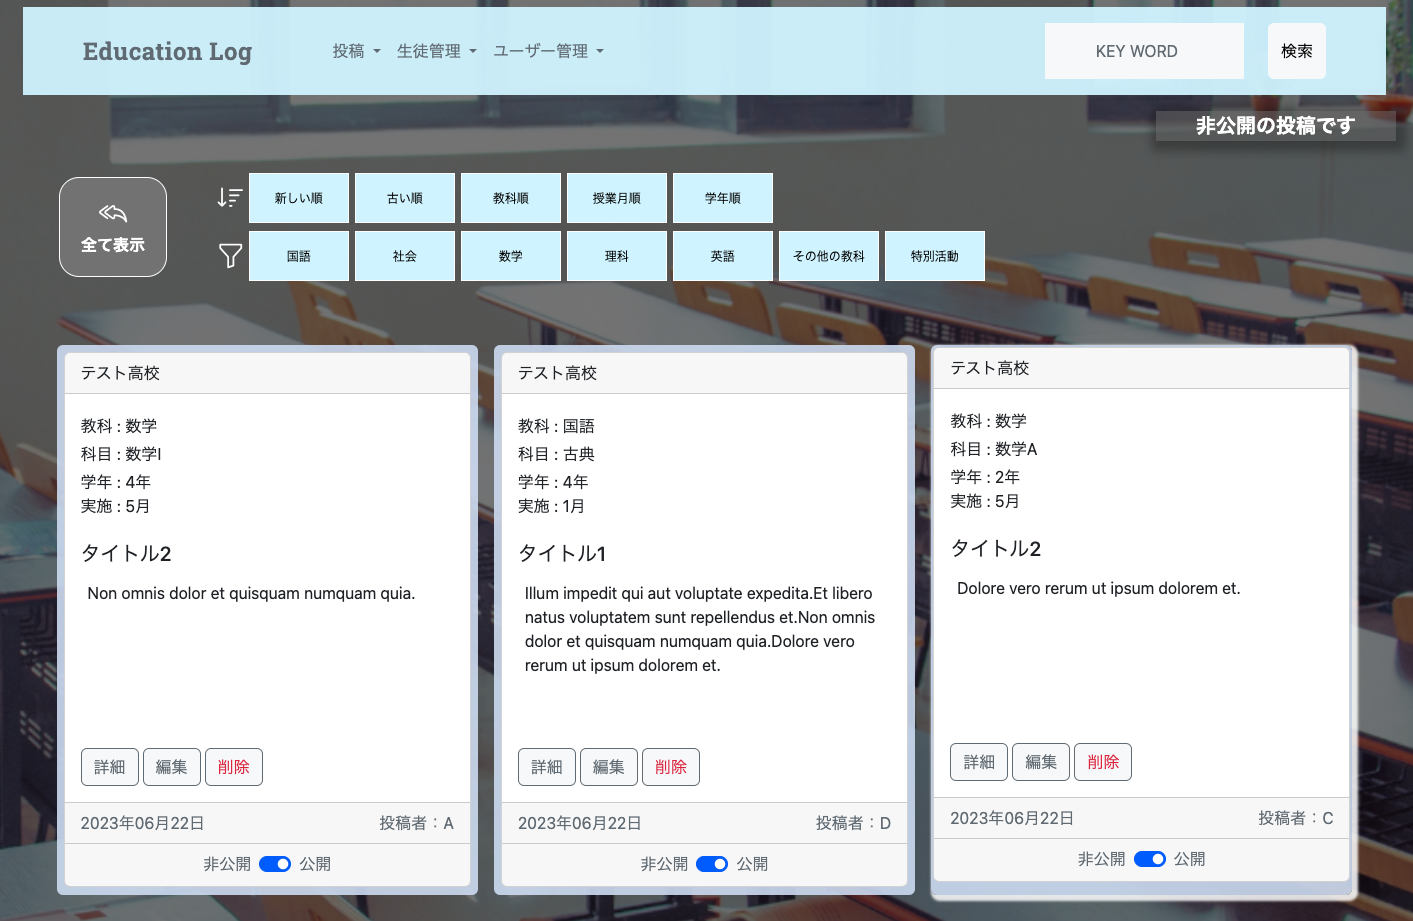 Education Log
投稿
生徒管理
ユーザー管理
KEY WORD
検索
非公開の投稿です
全て表示
新しい順
古い順
教科順
授業月順
学年順
国語
社会
数学
理科
英語
その他の教科
特別活動
テスト高校
教科 : 数学
科目 : 数学I
学年 : 4年
実施 : 5月
タイトル2
Non omnis dolor et quisquam numquam quia.
詳細
編集
削除
2023年06月22日
投稿者：A
非公開
公開
テスト高校
教科 : 国語
科目 : 古典
学年 : 4年
実施 : 1月
タイトル1
Illum impedit qui aut voluptate expedita.Et libero
natus voluptatem sunt repellendus et.Non omnis
dolor et quisquam numquam quia.Dolore vero
rerum ut ipsum dolorem et.
詳細
編集
削除
2023年06月22日
投稿者：D
非公開
公開
テスト高校
教科 : 数学
科目 : 数学A
学年 : 2年
実施 : 5月
タイトル2
Dolore vero rerum ut ipsum dolorem et.
詳細
編集
削除
2023年06月22日
投稿者：C
非公開
公開